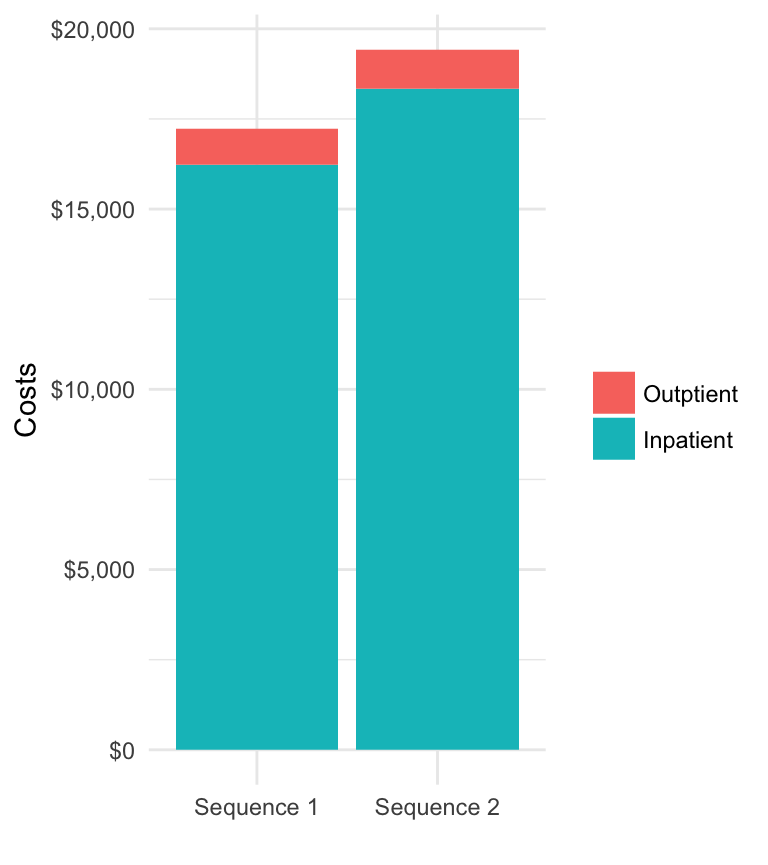 $20,000
$15,000
$10,000
$5,000
$0
Costs
Sequence 1
Sequence 2
Outptient
Inpatient